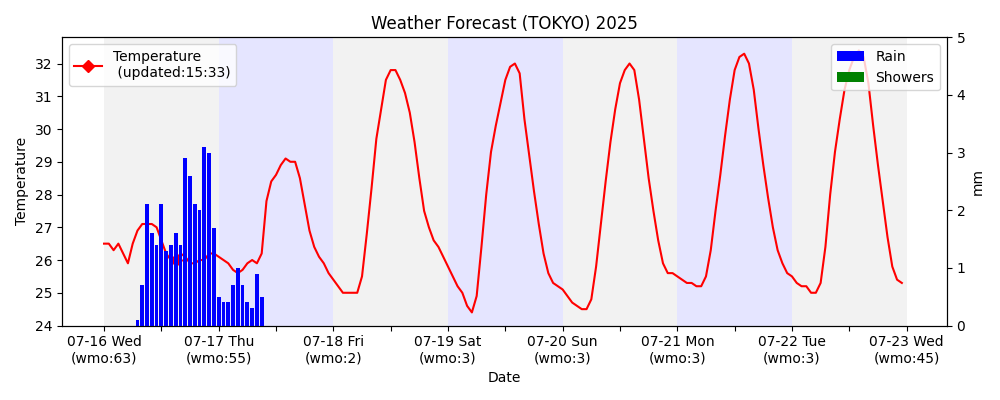 Weather Forecast (TOKYO) 2025
Temperature
(updated:15:33)
Rain
Showers
Temperature
32
31
30
29
28
27
26
25
24
5
4
3
2
1
0
mm
07-16 Wed
(wmo:63)
07-17 Thu
(wmo:55)
07-18 Fri
(wmo:2)
07-19 Sat
(wmo:3)
07-20 Sun
(wmo:3)
07-21 Mon
(wmo:3)
07-22 Tue
(wmo:3)
07-23 Wed
(wmo:45)
Date